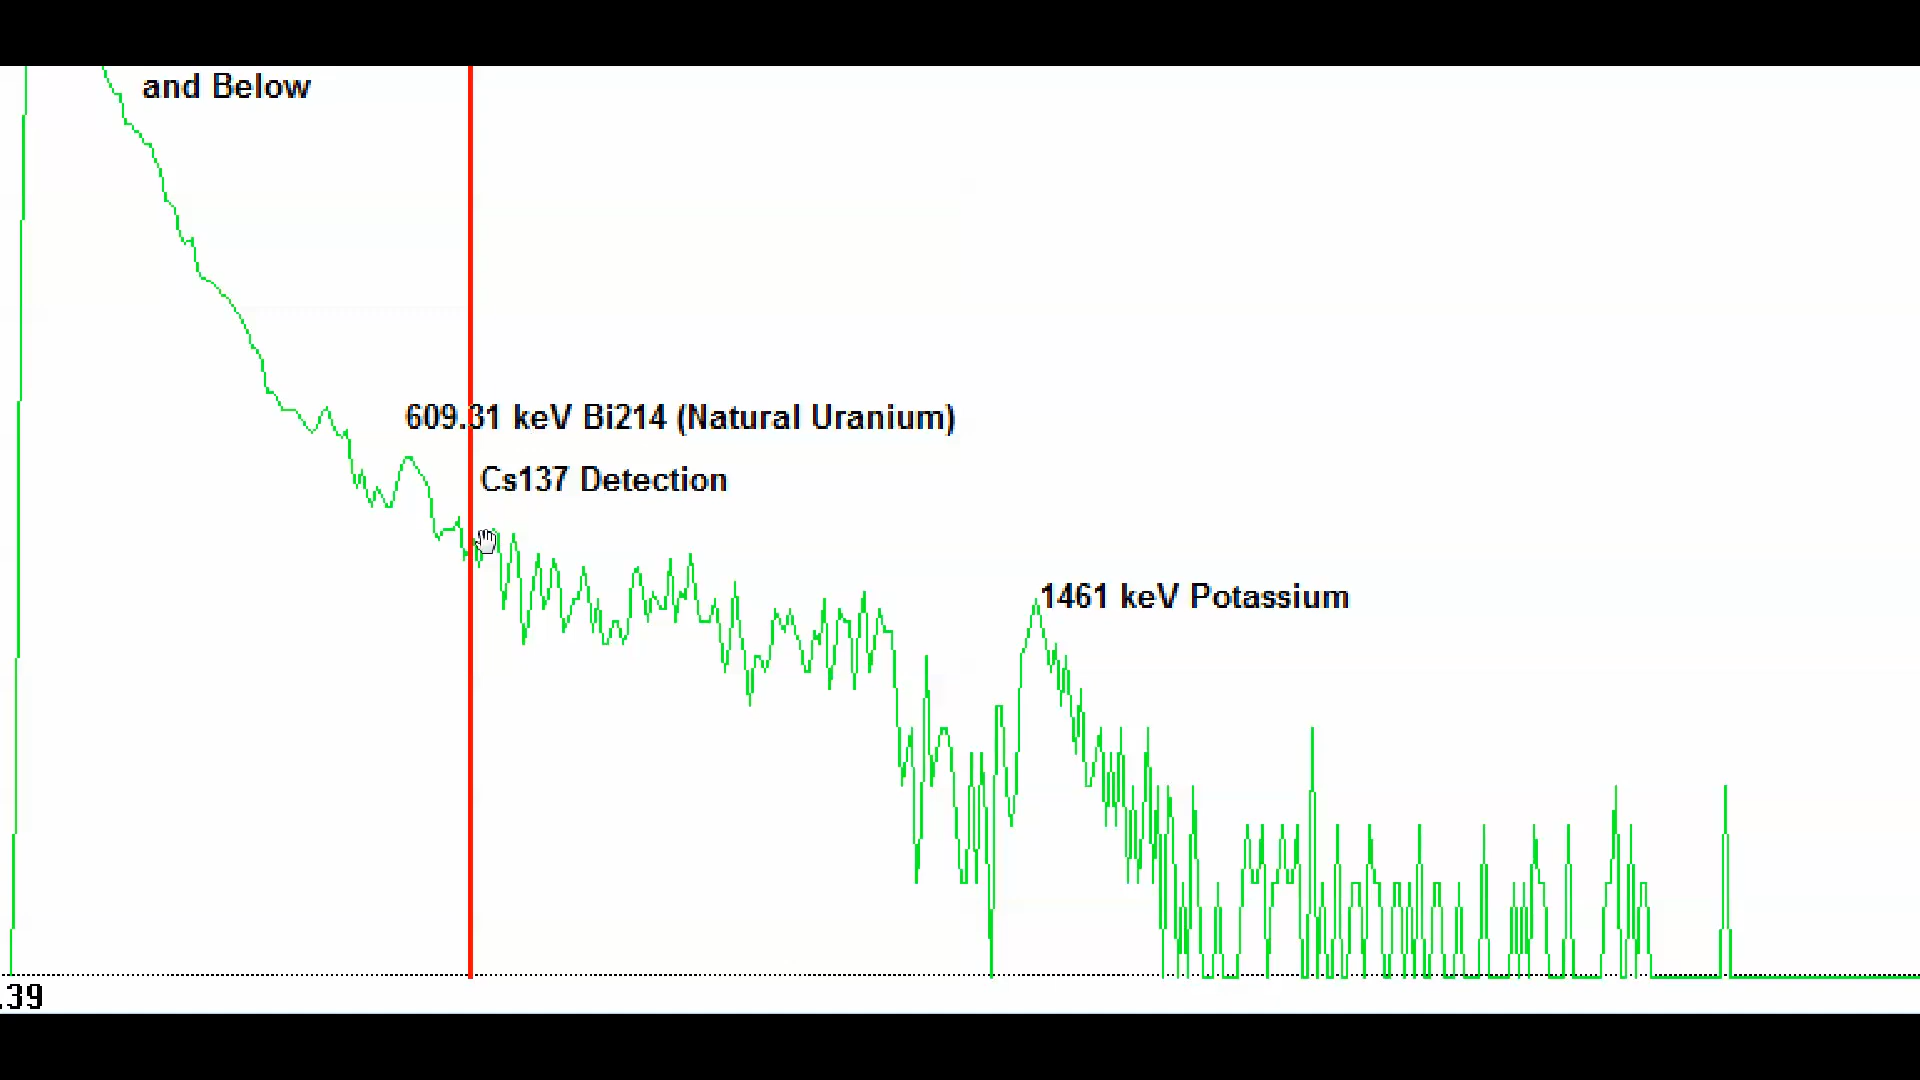 and Below
609.31 keV Bi214 (Natural Uranium)
Cs137 Detection
1461 keV Potassium
.39